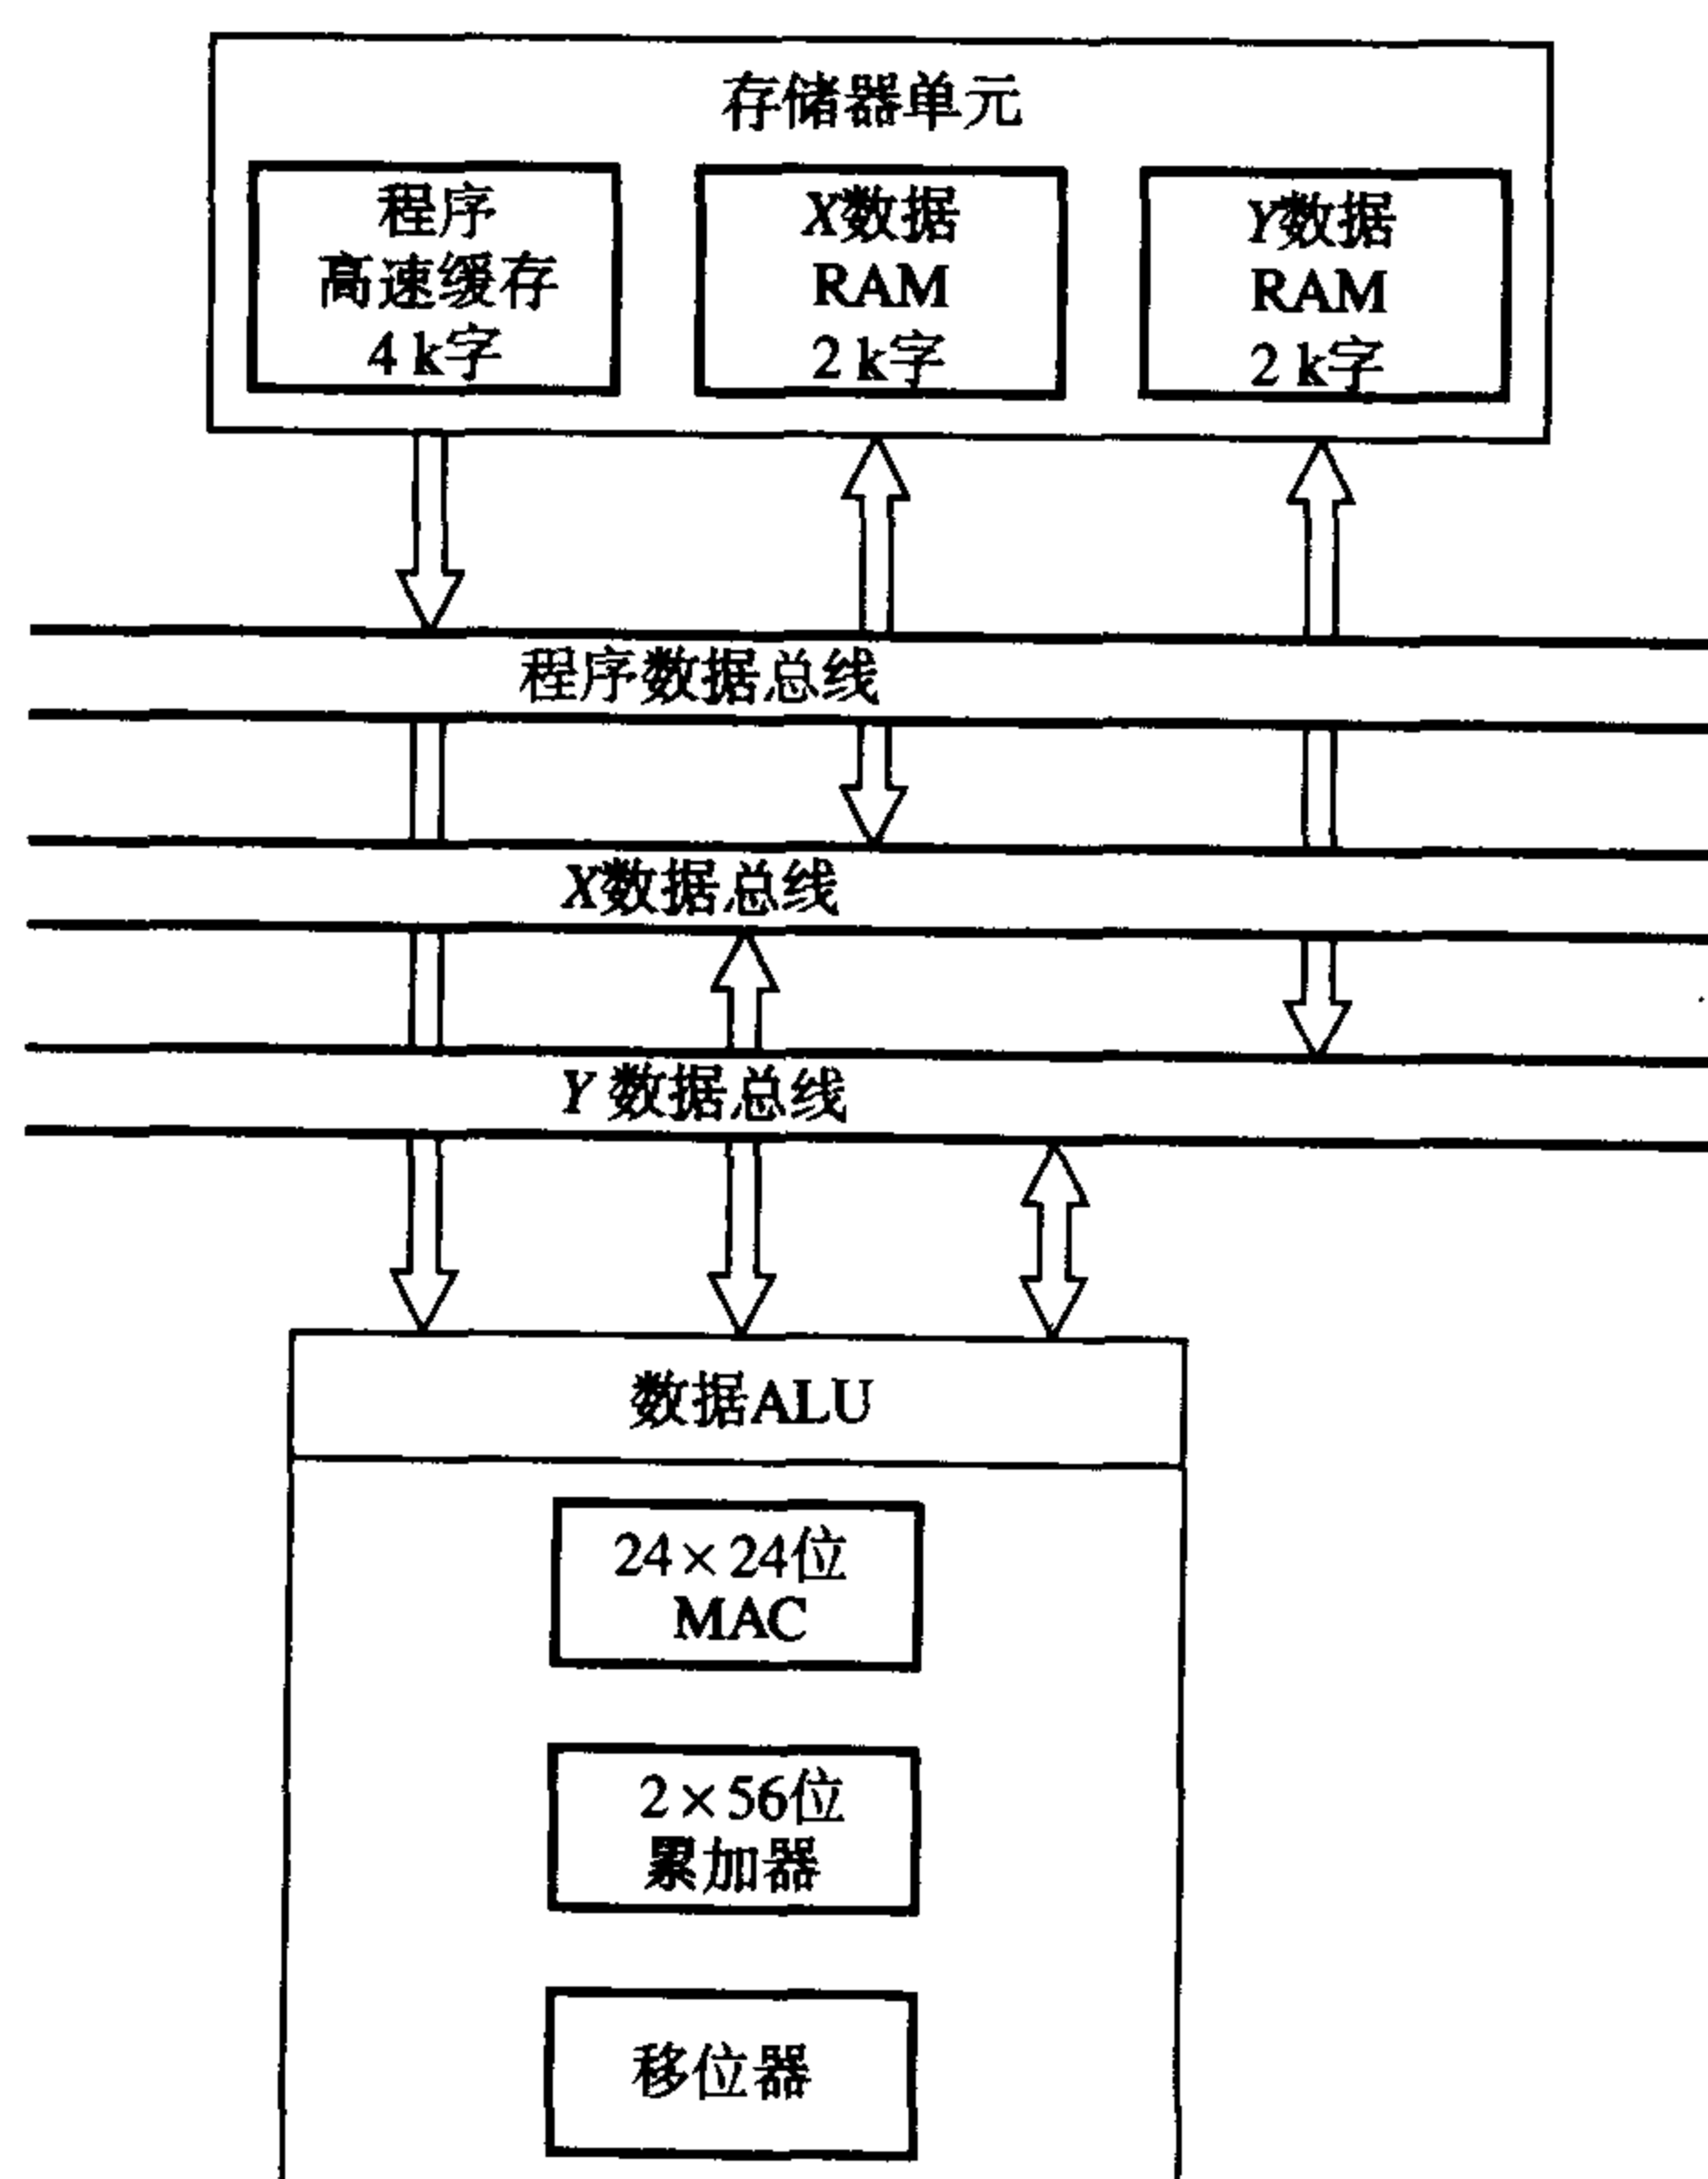 存储器单元
程序
高速缓存
4 k字
X数据
RAM
2 k字
Y数据
RAM
2 k字
程序数据总线
X数据总线
Y 数据总线
数据ALU
24×24位
MAC
2×56位
累加器
移位器